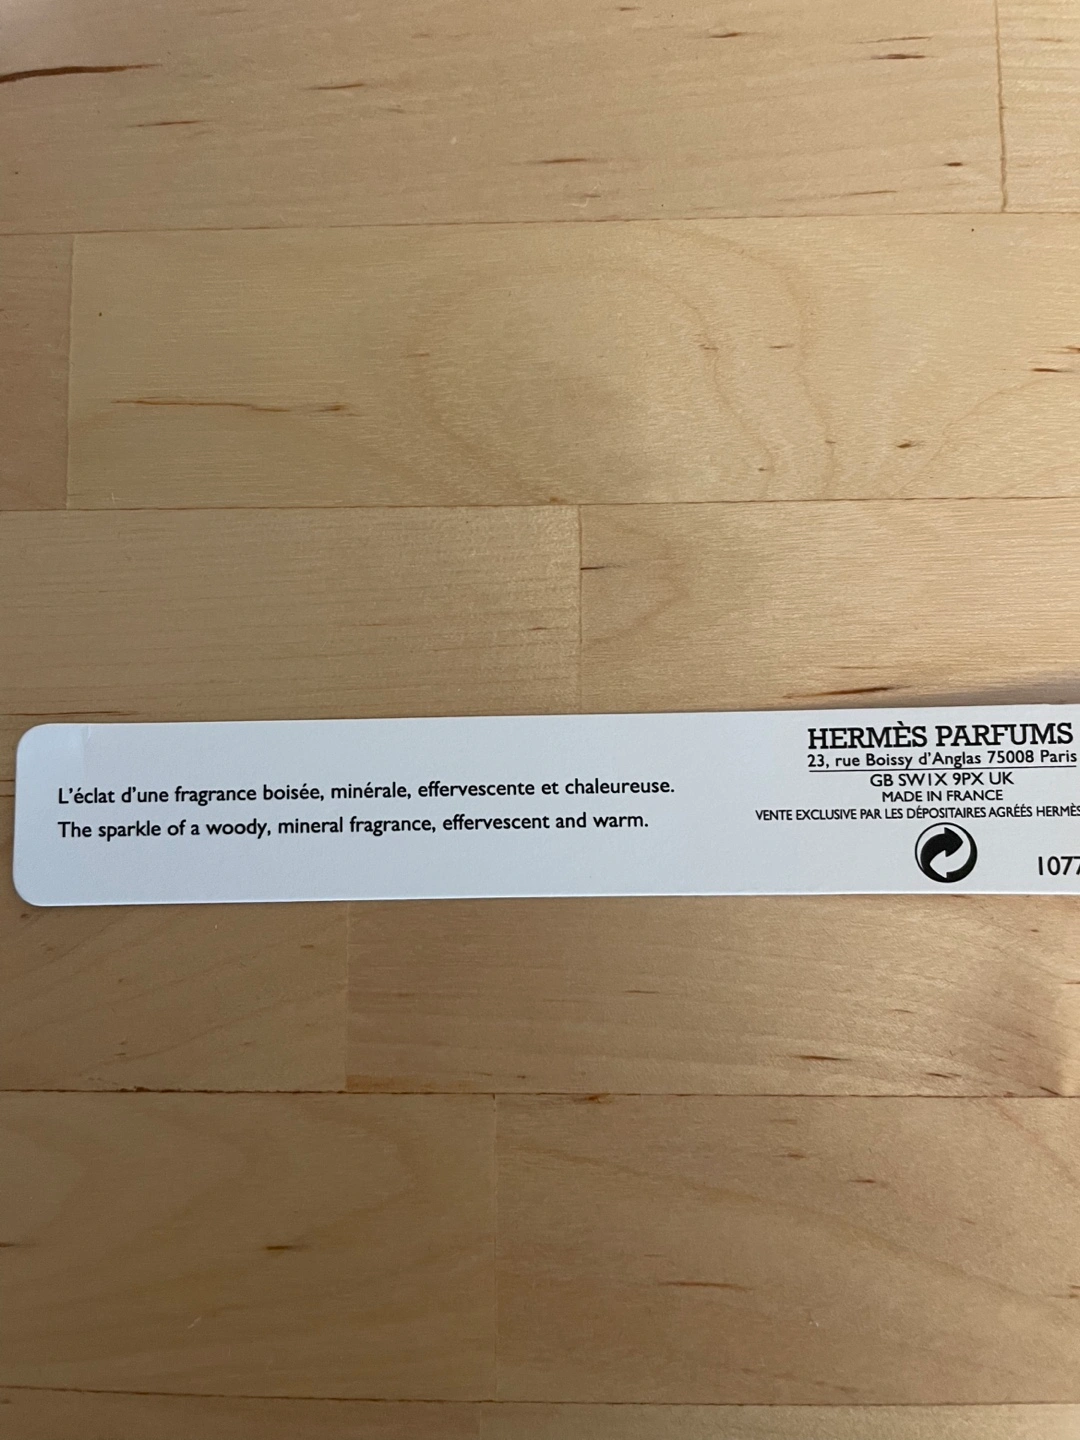 L'éclat d'une fragrance boisée, minérale, effervescente et chaleureuse.
The sparkle of a woody, mineral fragrance, effervescent and warm.
HERMÈS PARFUMS
23, rue Boissy d'Anglas 75008 Paris
GB SW1X 9PX UK
MADE IN FRANCE
VENTE EXCLUSIVE PAR LES DÉPOSITAIRES AGRÉÉS HERMÈS
1077